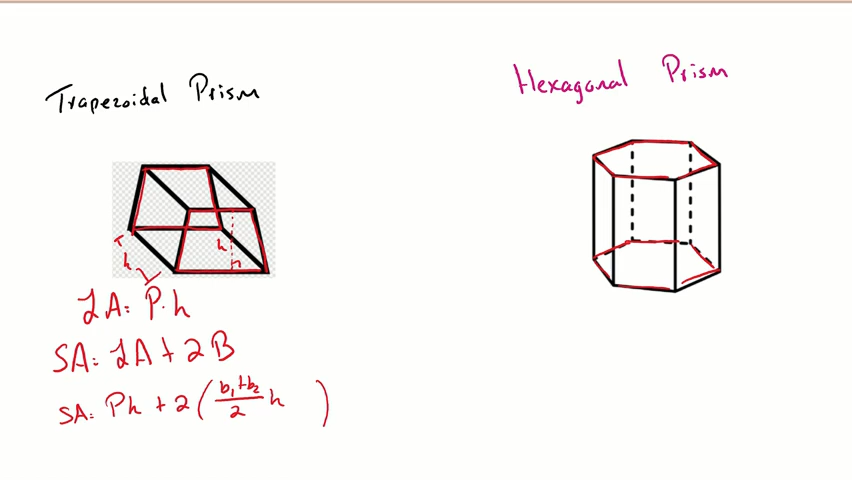 Trapezoidal Prism
Hexagonal Prism
h
h
LA: P·h
SA: LA + 2B
SA: Ph + 2 ( b₁+b₂/2 h )